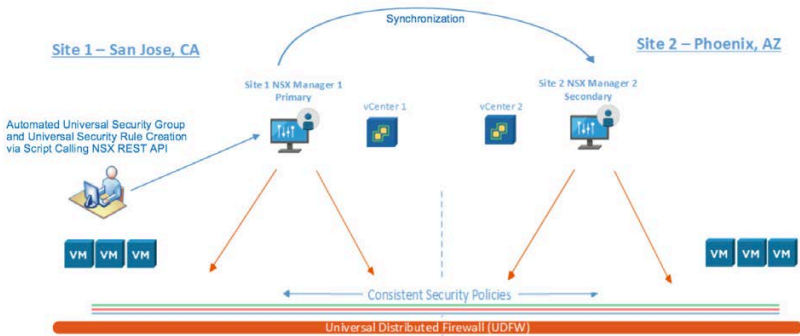 Synchronization
Site 1 – San Jose, CA
Site 2 – Phoenix, AZ
Site 1 NSX Manager 1
Primary
vCenter 1
vCenter 2
Site 2 NSX Manager 2
Secondary
Automated Universal Security Group
and Universal Security Rule Creation
via Script Calling NSX REST API
VM VM VM
VM VM VM
Consistent Security Policies
Universal Distributed Firewall (UDFW)